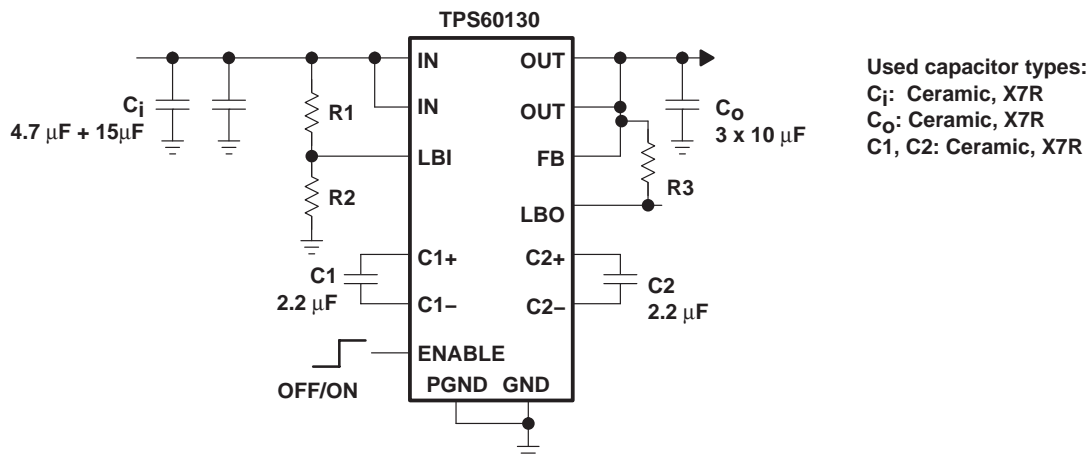 TPS60130
IN
OUT
IN
OUT
R1
Ci
4.7 μF + 15μF
Co
3 x 10 μF
LBI
FB
R2
R3
LBO
C1+
C2+
C1
2.2 μF
C2
2.2 μF
C1–
C2–
ENABLE
OFF/ON
PGND
GND
Used capacitor types:
Ci: Ceramic, X7R
Co: Ceramic, X7R
C1, C2: Ceramic, X7R